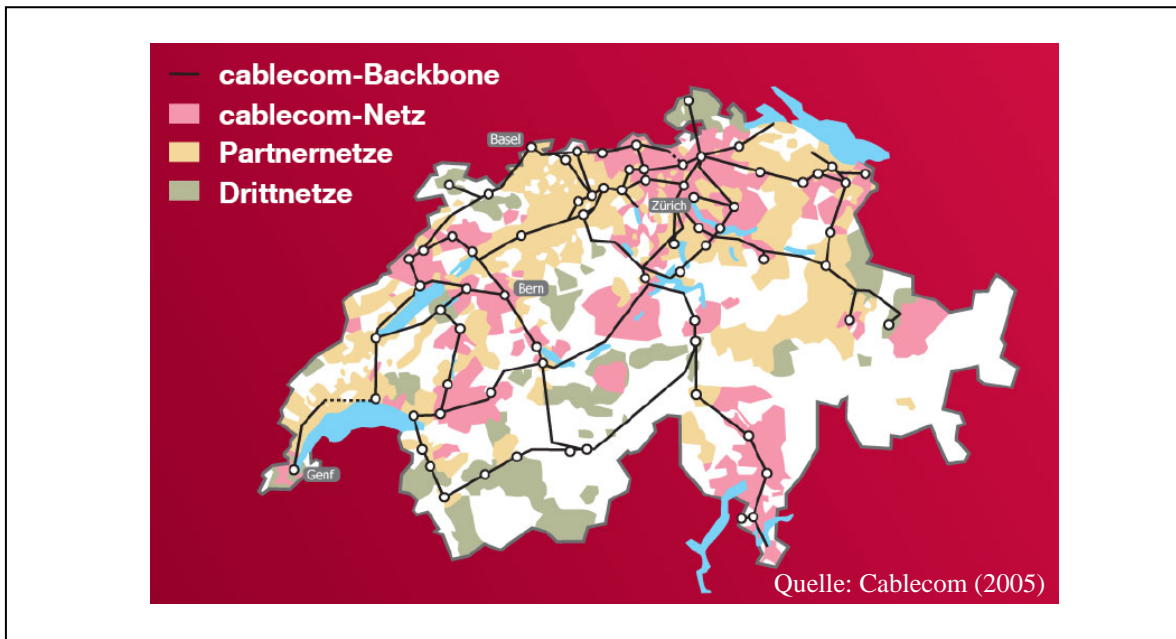 cablecom-Backbone
cablecom-Netz
Partnernetze
Drittnetze
Basel
Zürich
Bern
Genf
Quelle: Cablecom (2005)